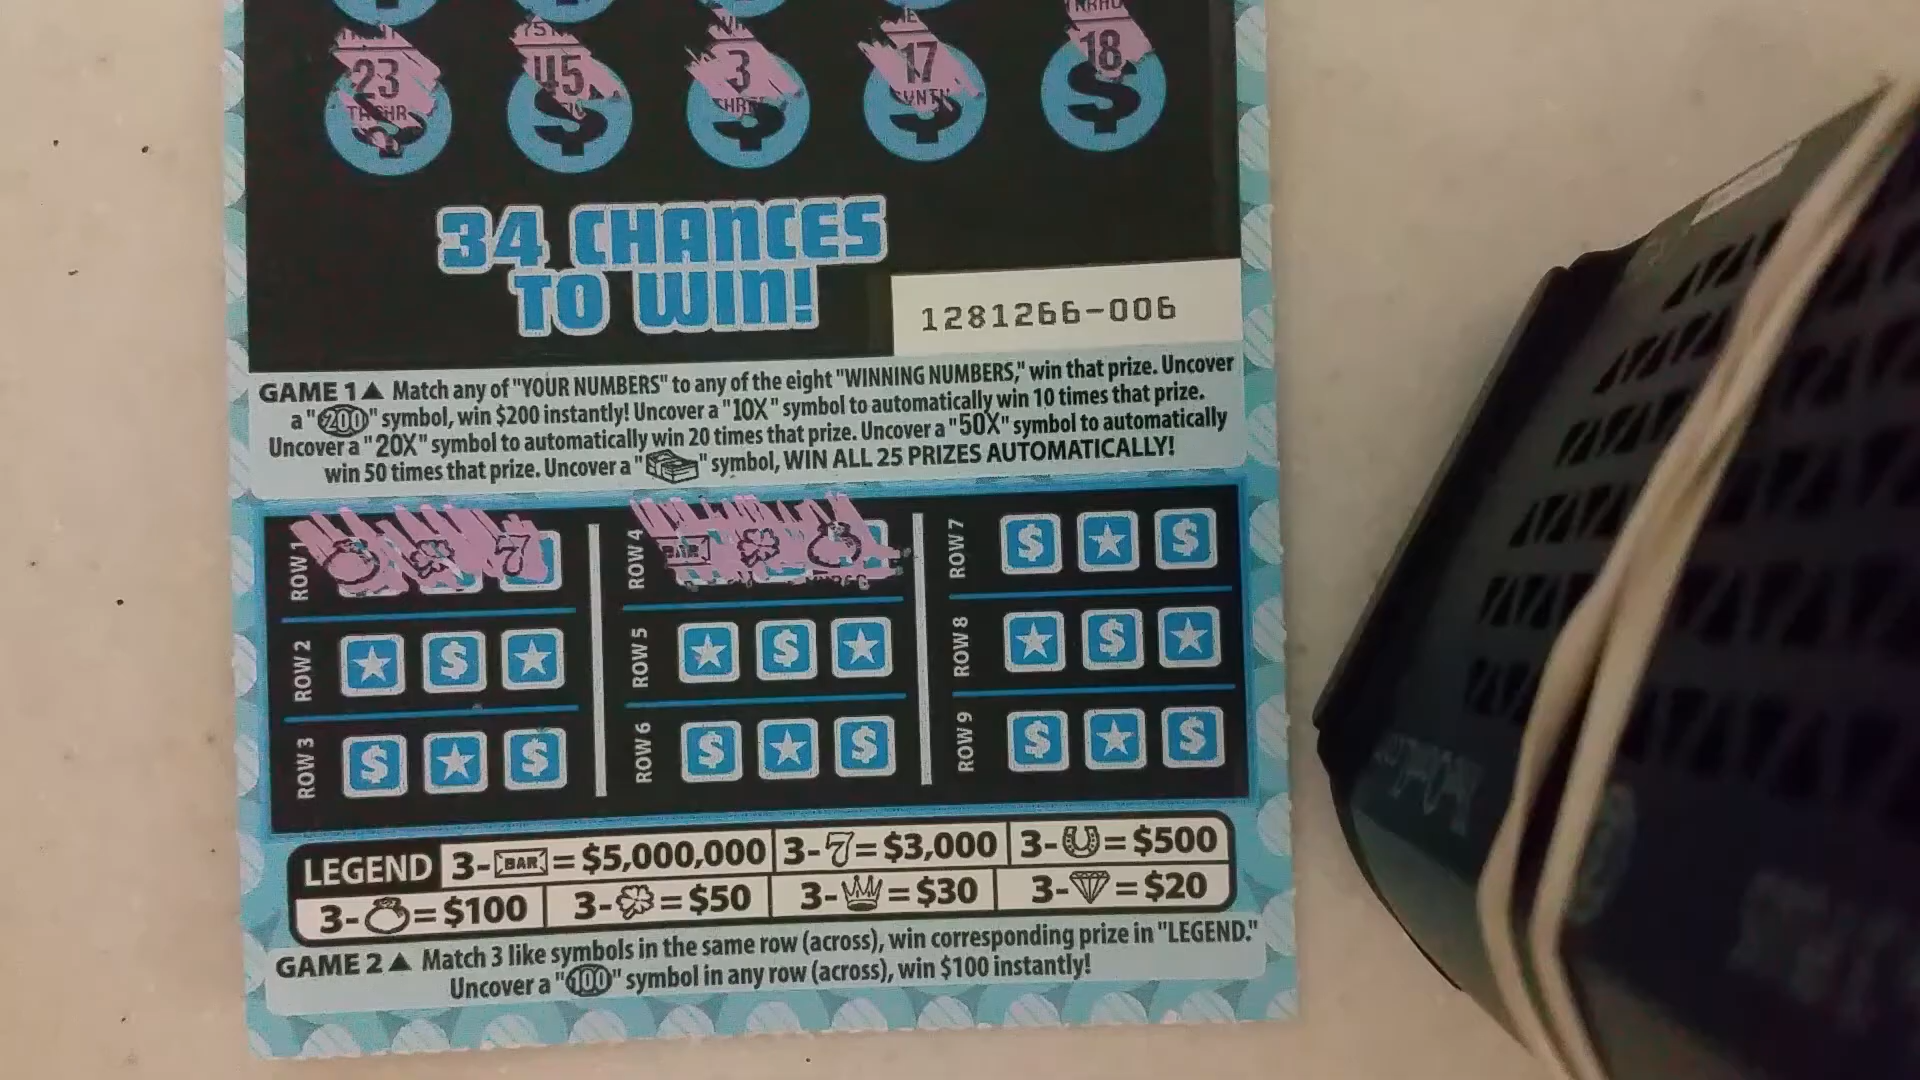 23 45 3 17 18
34 CHANCES
TO WIN!
1281266-006
GAME 1▲ Match any of "YOUR NUMBERS" to any of the eight "WINNING NUMBERS," win that prize. Uncover
a "200" symbol, win $200 instantly! Uncover a "10X" symbol to automatically win 10 times that prize.
Uncover a "20X" symbol to automatically win 20 times that prize. Uncover a "50X" symbol to automatically
win 50 times that prize. Uncover a " " symbol, WIN ALL 25 PRIZES AUTOMATICALLY!
ROW 1 7
ROW 4 BAR
ROW 7 $ $
ROW 2 $
ROW 5 $
ROW 8 $
ROW 3 $ $
ROW 6 $ $
ROW 9 $ $
LEGEND 3- BAR = $5,000,000 3- 7 = $3,000 3- = $500
3- = $100 3- = $50 3- = $30 3- = $20
GAME 2▲ Match 3 like symbols in the same row (across), win corresponding prize in "LEGEND."
Uncover a "100" symbol in any row (across), win $100 instantly!